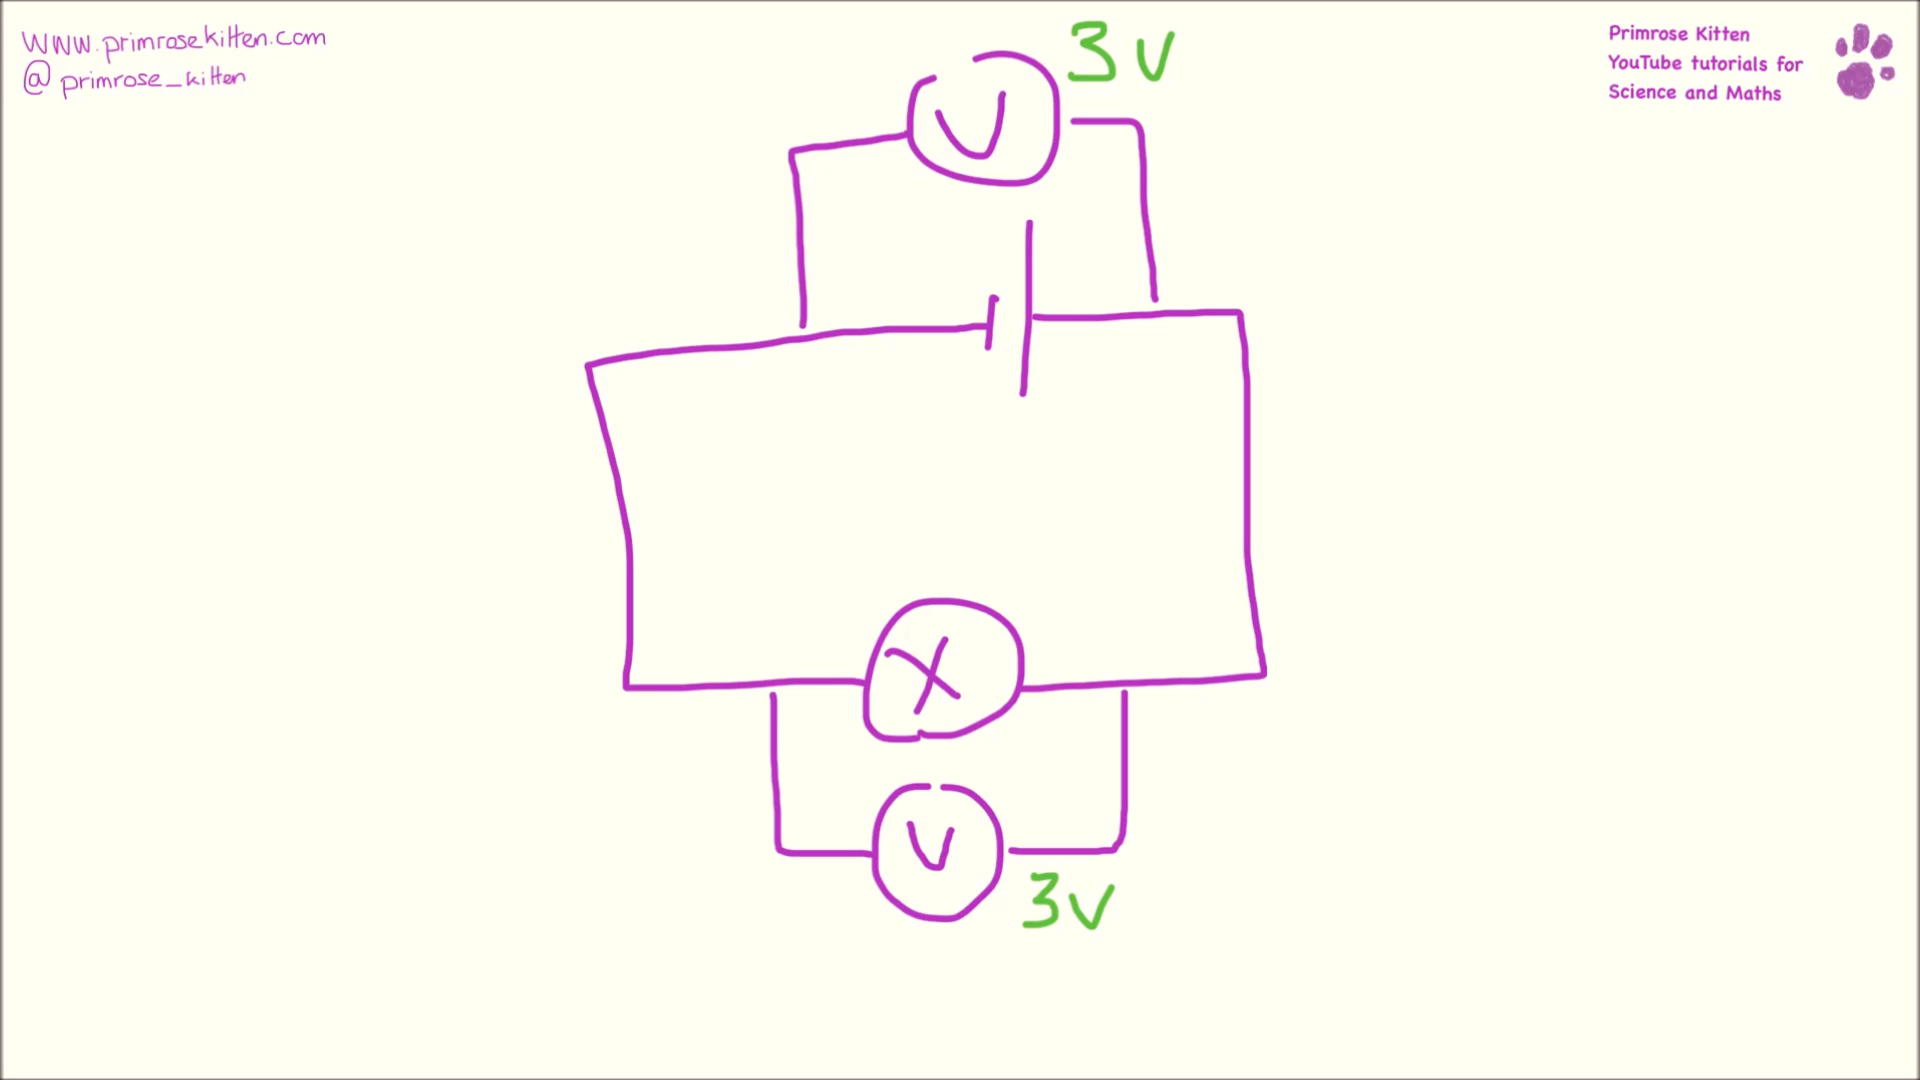 www.primrosekitten.com
@primrose_kitten
Primrose Kitten
YouTube tutorials for
Science and Maths
3V
V
X
V
3V